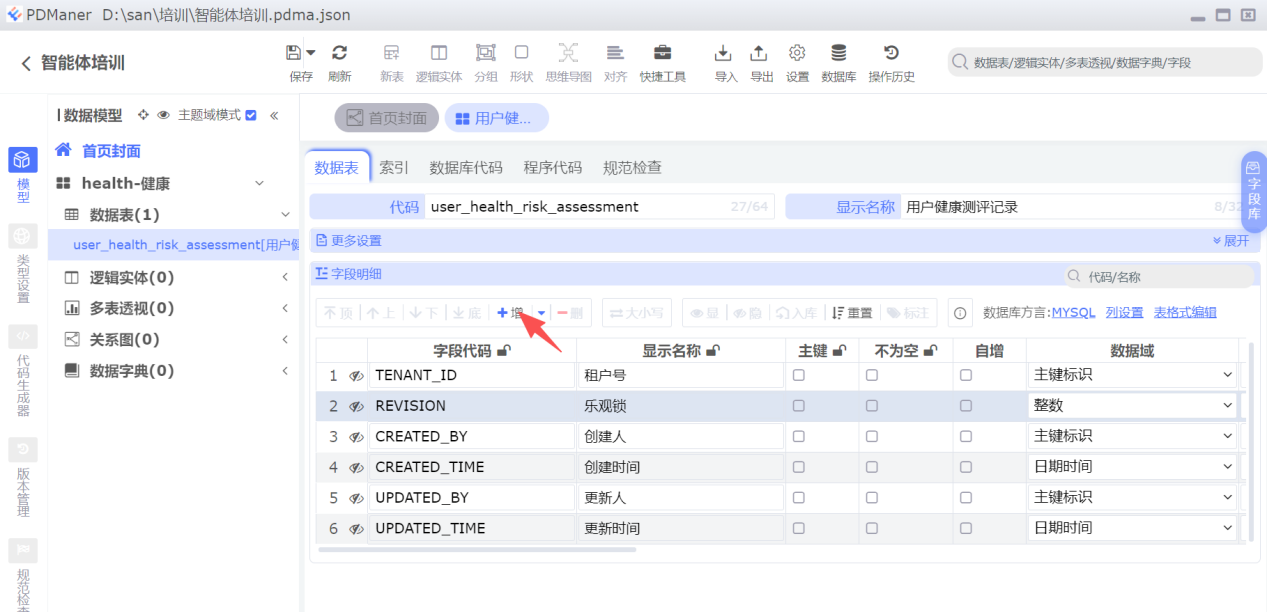 PDManer D:\san\培训\智能体培训.pdma.json
智能体培训
保存 刷新 新表 逻辑实体 分组 形状 思维导图 对齐 快捷工具 导入 导出 设置 数据库 操作历史
数据表/逻辑实体/多表透视/数据字典/字段
模型
类型设置
代码生成器
版本管理
规范检查
数据模型 主题域模式
首页封面
health-健康
数据表(1)
user_health_risk_assessment[用户健
逻辑实体(0)
多表透视(0)
关系图(0)
数据字典(0)
首页封面 用户健...
数据表 索引 数据库代码 程序代码 规范检查
代码 user_health_risk_assessment 27/64 显示名称 用户健康测评记录 8/32
更多设置 展开
字段明细 代码/名称
顶 上 下 底 增 删 大小写 显 隐 入库 重置 标注 数据库方言:MYSQL 列设置 表格式编辑
字段代码 显示名称 主键 不为空 自增 数据域
1 TENANT_ID 租户号 主键标识
2 REVISION 乐观锁 整数
3 CREATED_BY 创建人 主键标识
4 CREATED_TIME 创建时间 日期时间
5 UPDATED_BY 更新人 主键标识
6 UPDATED_TIME 更新时间 日期时间
字段库